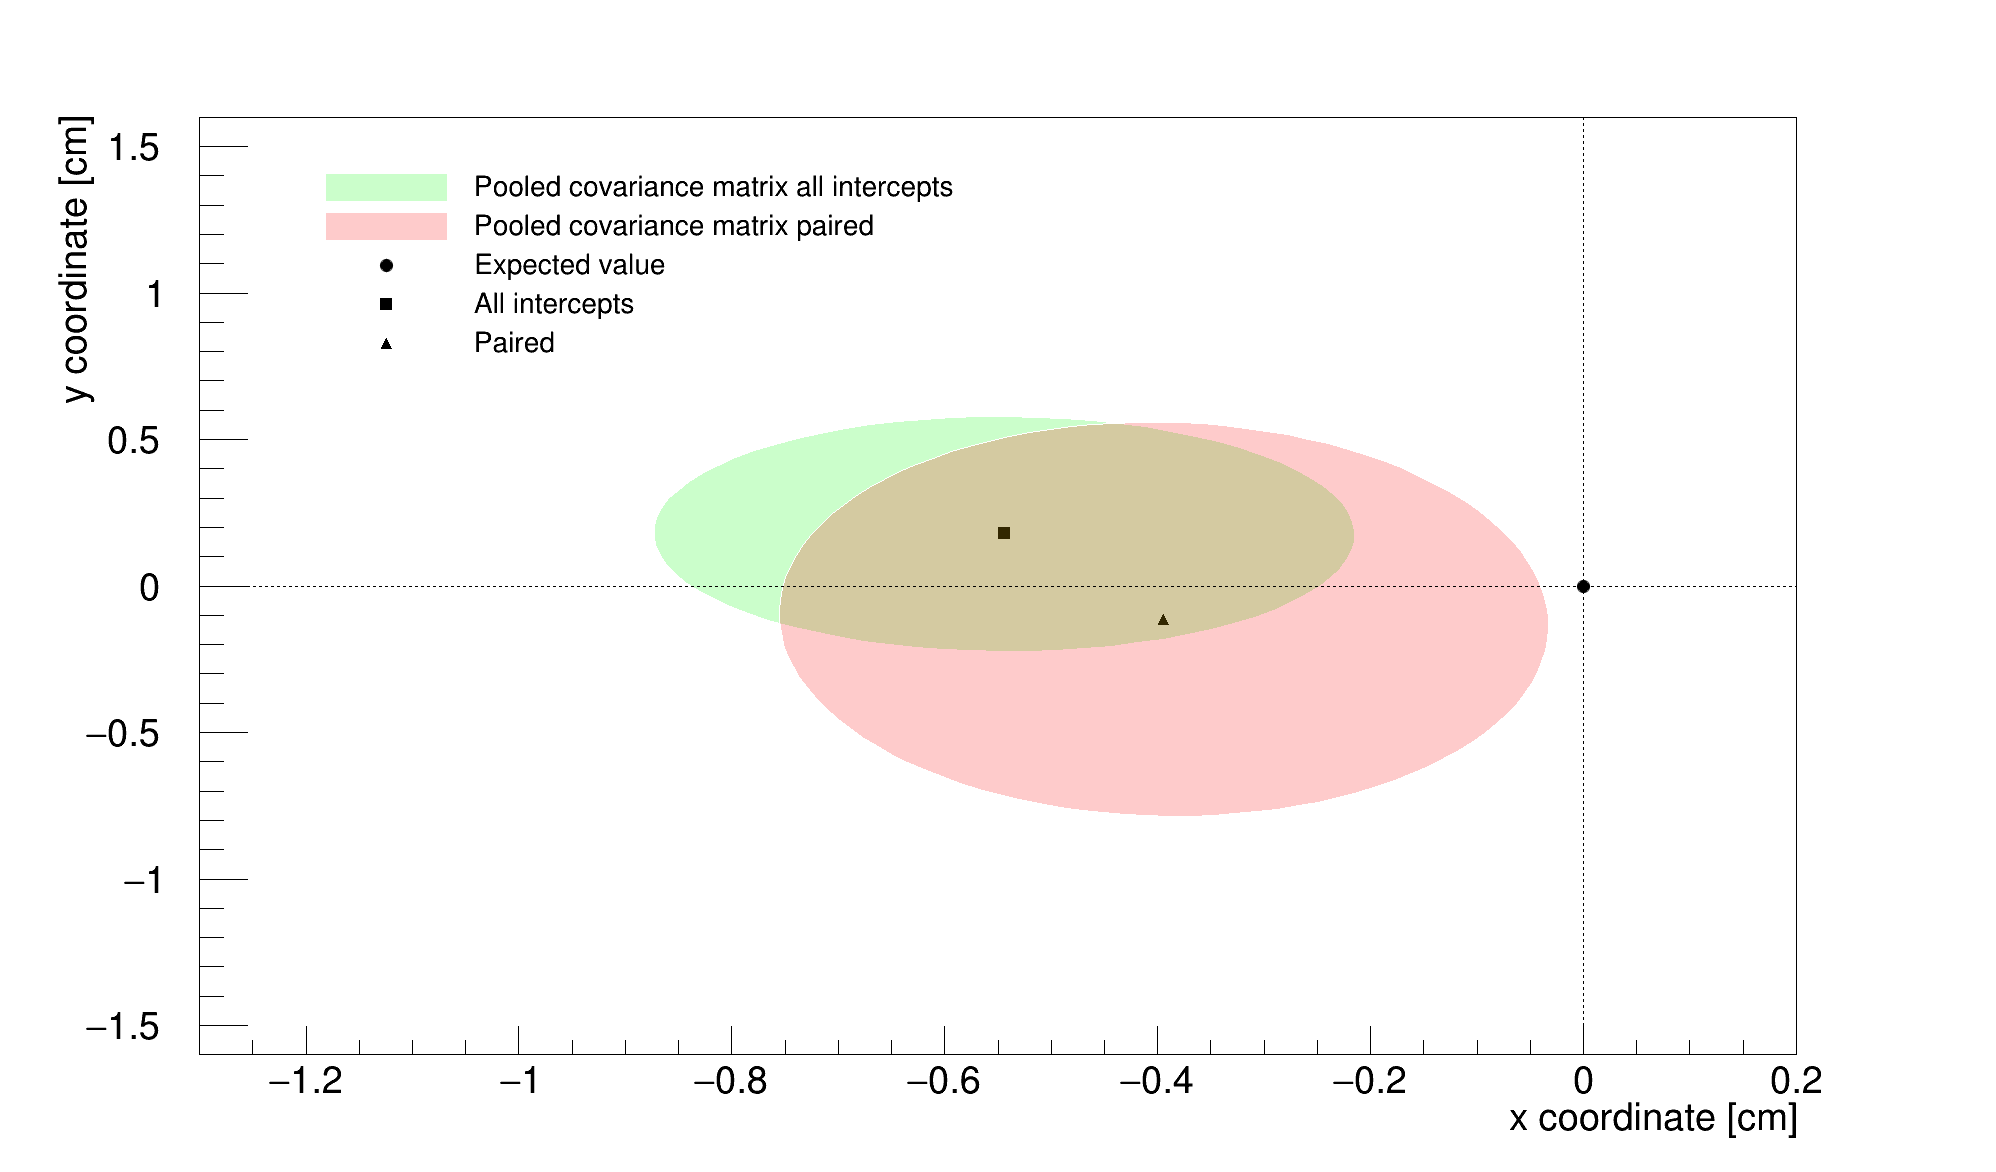 y coordinate [cm]
1.5
1
0.5
0
−0.5
−1
−1.5
Pooled covariance matrix all intercepts
Pooled covariance matrix paired
Expected value
All intercepts
Paired
−1.2 −1 −0.8 −0.6 −0.4 −0.2 0 0.2
x coordinate [cm]